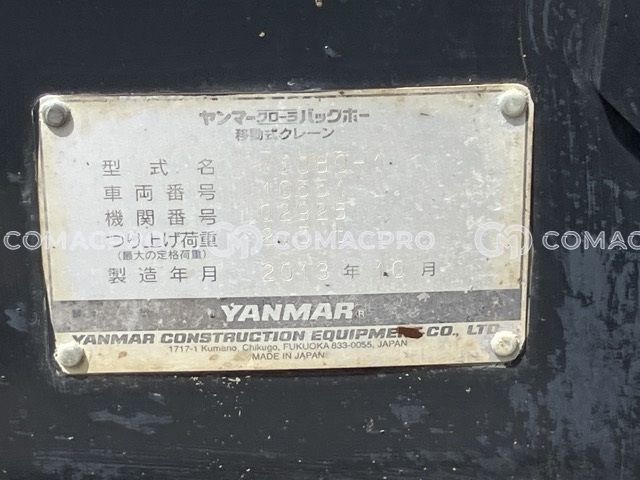 ヤンマークローラバックホー
移動式クレーン
型式名
車両番号
機関番号
つり上げ荷重
(最大の定格荷重)
製造年月 2013 年 10 月
COMACPRO COMACPRO COMACPRO
YANMAR
YANMAR CONSTRUCTION EQUIPMENT CO., LTD.
1717-1 Kumano, Chikugo, FUKUOKA 833-0055, JAPAN
MADE IN JAPAN